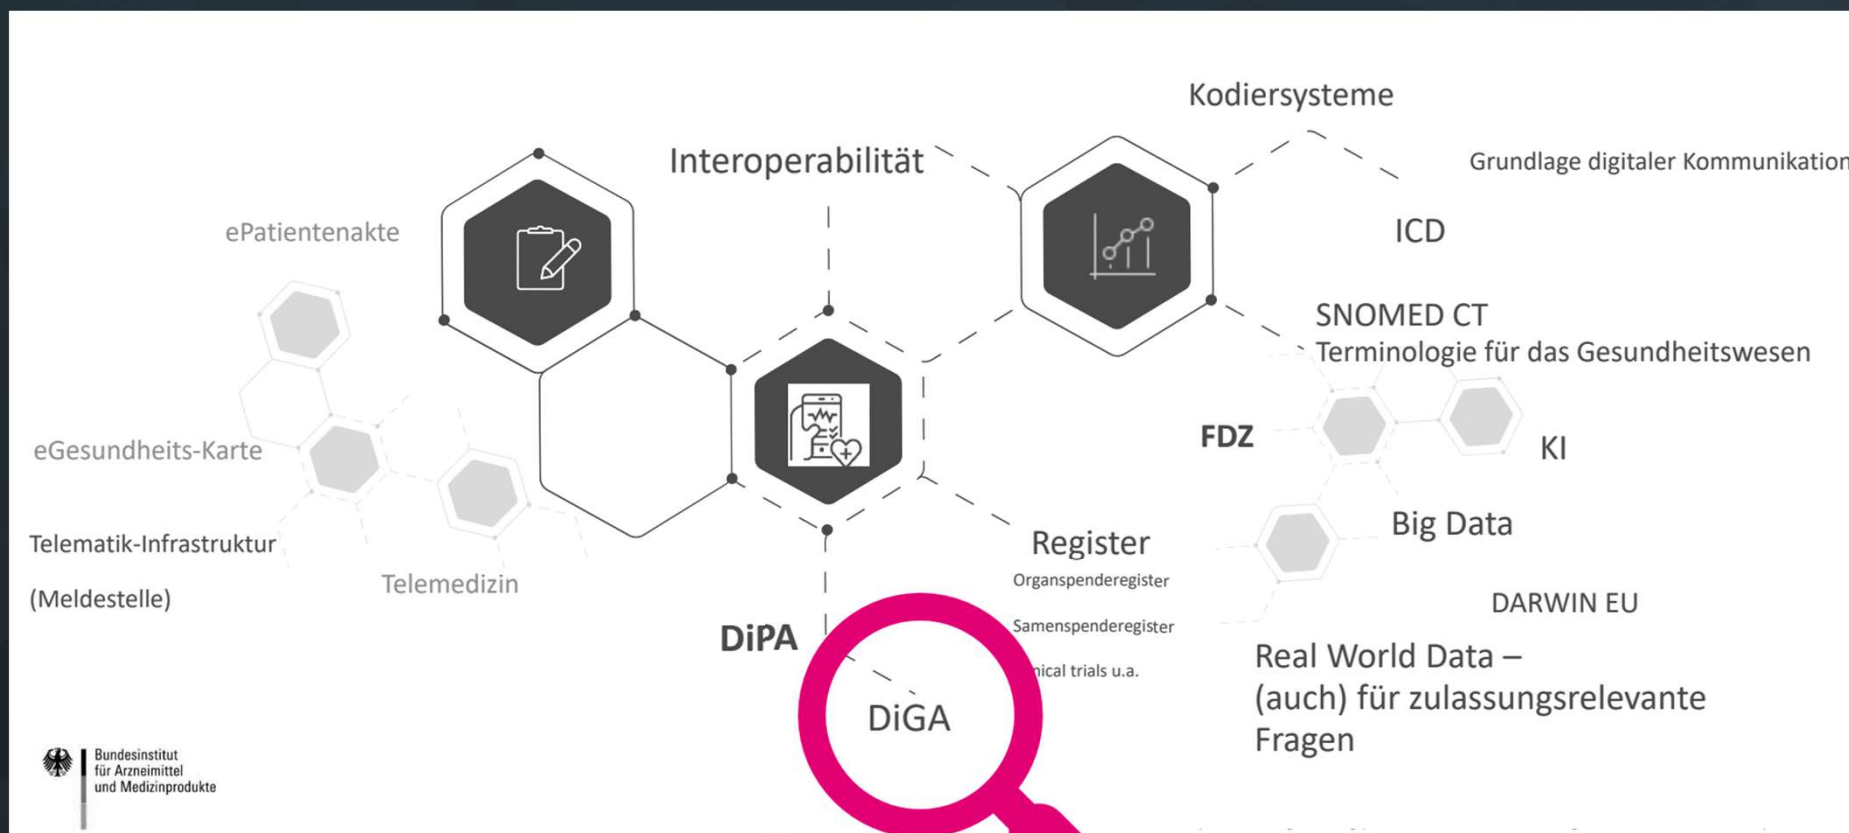 Kodiersysteme
Interoperabilität
Grundlage digitaler Kommunikation
ePatientenakte
ICD
SNOMED CT
Terminologie für das Gesundheitswesen
FDZ
KI
eGesundheits-Karte
Big Data
Telematik-Infrastruktur
(Meldestelle)
Telemedizin
Register
Organspenderegister
Samenspenderegister
trials u.a.
DARWIN EU
DiPA
DiGA
Real World Data –
(auch) für zulassungsrelevante
Fragen
Bundesinstitut
für Arzneimittel
und Medizinprodukte